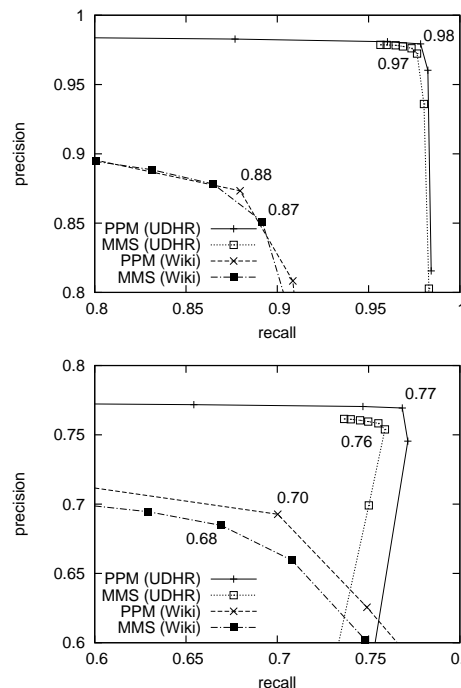 1
0.98
0.97
0.95
precision
0.9
0.88
0.87
0.85
PPM (UDHR)
MMS (UDHR)
PPM (Wiki)
MMS (Wiki)
0.8
0.8 0.85 0.9 0.95 1
recall
0.8
0.77
0.76
0.75
precision
0.7
0.70
0.68
0.65
PPM (UDHR)
MMS (UDHR)
PPM (Wiki)
MMS (Wiki)
0.6
0.6 0.65 0.7 0.75 0
recall